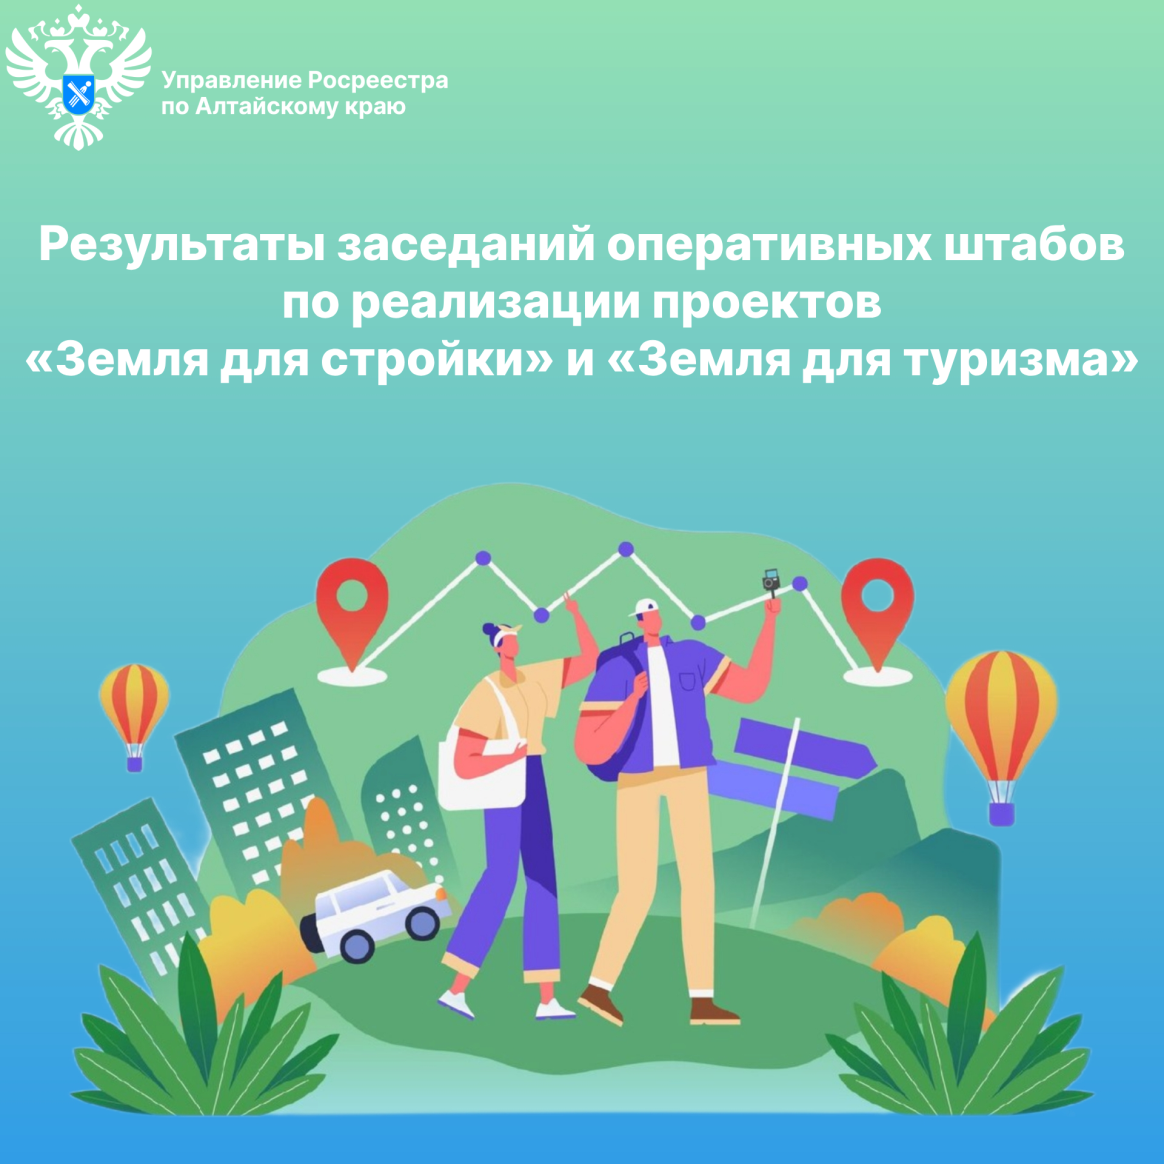 Управление Росреестра
по Алтайскому краю
Результаты заседаний оперативных штабов
по реализации проектов
«Земля для стройки» и «Земля для туризма»